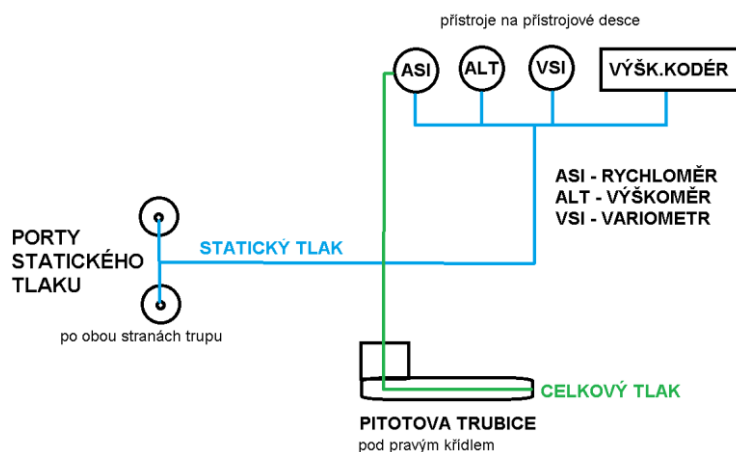 přístroje na přístrojové desce
ASI
ALT
VSI
VÝŠK.KODÉR
ASI - RYCHLOMĚR
ALT - VÝŠKOMĚR
VSI - VARIOMETR
PORTY
STATICKÉHO
TLAKU
STATICKÝ TLAK
po obou stranách trupu
CELKOVÝ TLAK
PITOTOVA TRUBICE
pod pravým křídlem